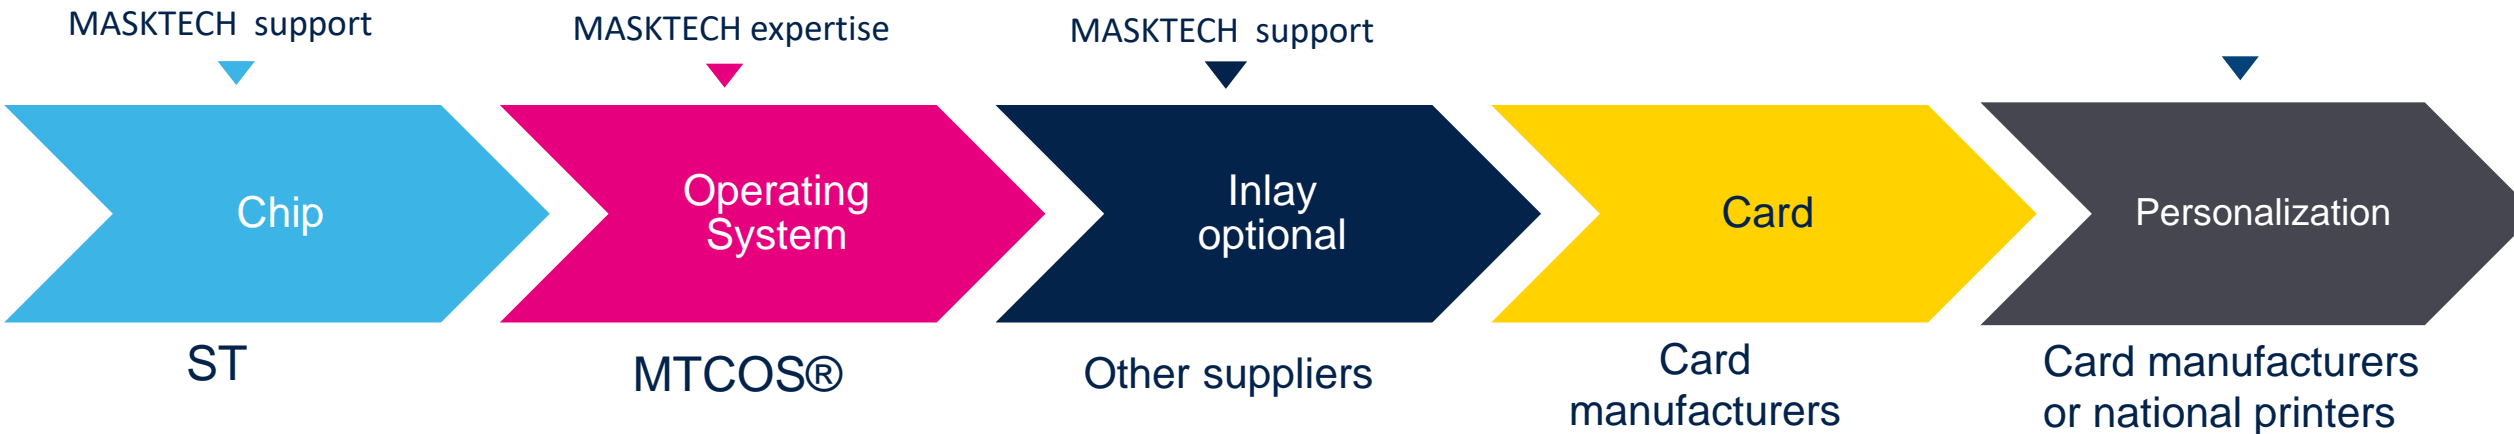 MASKTECH support
MASKTECH expertise
MASKTECH support
Chip
Operating
System
Inlay
optional
Card
Personalization
ST
MTCOS®
Other suppliers
Card
manufacturers
Card manufacturers
or national printers